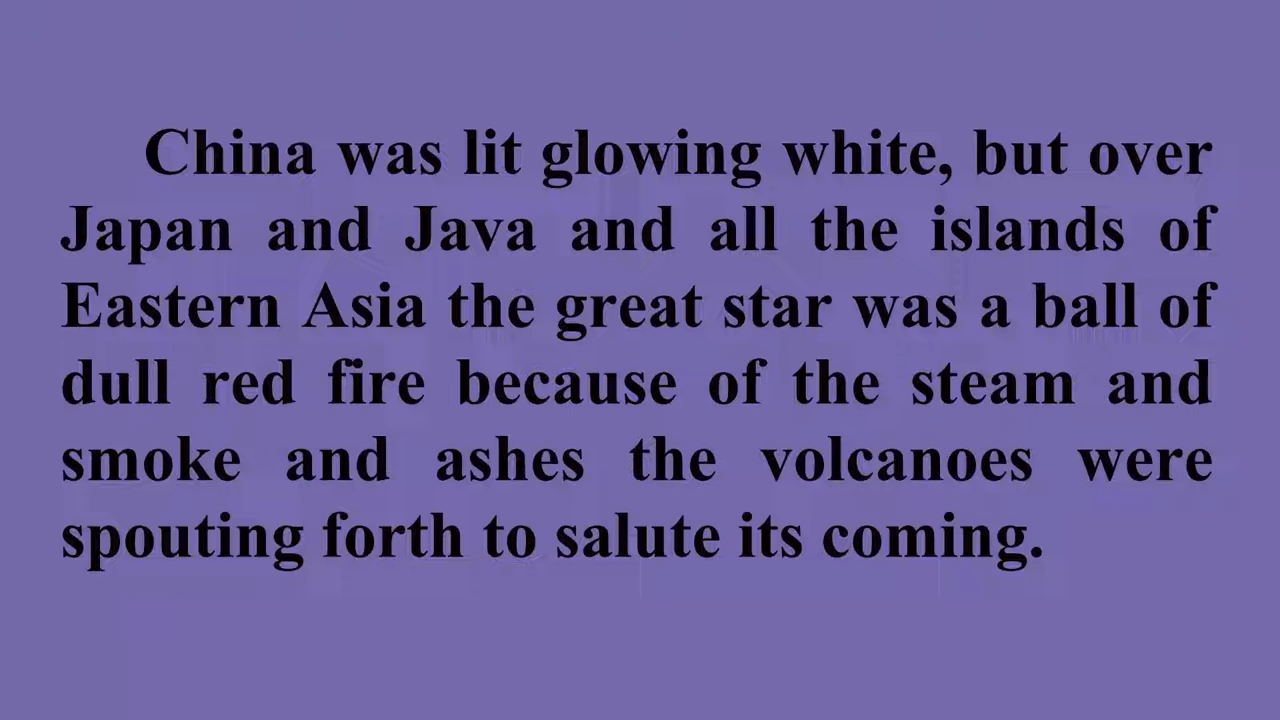 China was lit glowing white, but over
Japan and Java and all the islands of
Eastern Asia the great star was a ball of
dull red fire because of the steam and
smoke and ashes the volcanoes were
spouting forth to salute its coming.